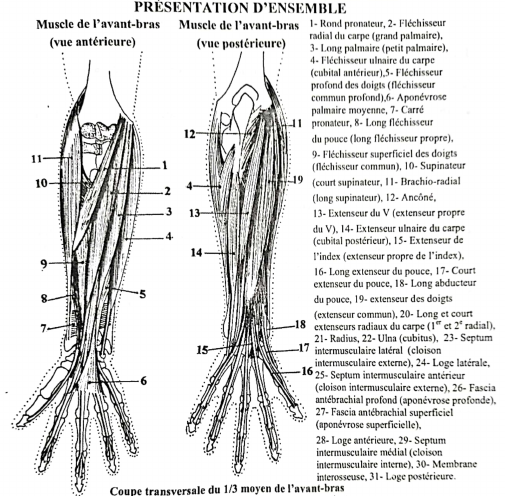 PRÉSENTATION D'ENSEMBLE
Muscle de l'avant-bras
(vue antérieure)
Muscle de l'avant-bras
(vue postérieure)
11
10
9
8
7
1
2
3
4
5
6
12
4
13
14
15
11
19
18
17
16
1- Rond pronateur, 2- Fléchisseur
radial du carpe (grand palmaire),
3- Long palmaire (petit palmaire),
4- Fléchisseur ulnaire du carpe
(cubital antérieur),5- Fléchisseur
profond des doigts (fléchisseur
commun profond),6- Aponévrose
palmaire moyenne, 7- Carré
pronateur, 8- Long fléchisseur
du pouce (long fléchisseur propre),
9- Fléchisseur superficiel des doigts
(fléchisseur commun), 10- Supinateur
(court supinateur, 11- Brachio-radial
(long supinateur), 12- Anconé,
13- Extenseur du V (extenseur propre
du V), 14- Extenseur ulnaire du carpe
(cubital postérieur), 15- Extenseur de
l'index (extenseur propre de l'index),
16- Long extenseur du pouce, 17- Court
extenseur du pouce, 18- Long abducteur
du pouce, 19- extenseur des doigts
(extenseur commun), 20- Long et court
extenseurs radiaux du carpe (1er et 2e radial),
21- Radius, 22- Ulna (cubitus), 23- Septum
intermusculaire latéral (cloison
intermusculaire externe), 24- Loge latérale,
25- Septum intermusculaire antérieur
(cloison intermusculaire externe), 26- Fascia
antébrachial profond (aponévrose profonde),
27- Fascia antébrachial superficiel
(aponévrose superficielle),
28- Loge antérieure, 29- Septum
intermusculaire médial (cloison
intermusculaire interne), 30- Membrane
interosseuse, 31- Loge postérieure.
Coupe transversale du 1/3 moyen de l'avant-bras